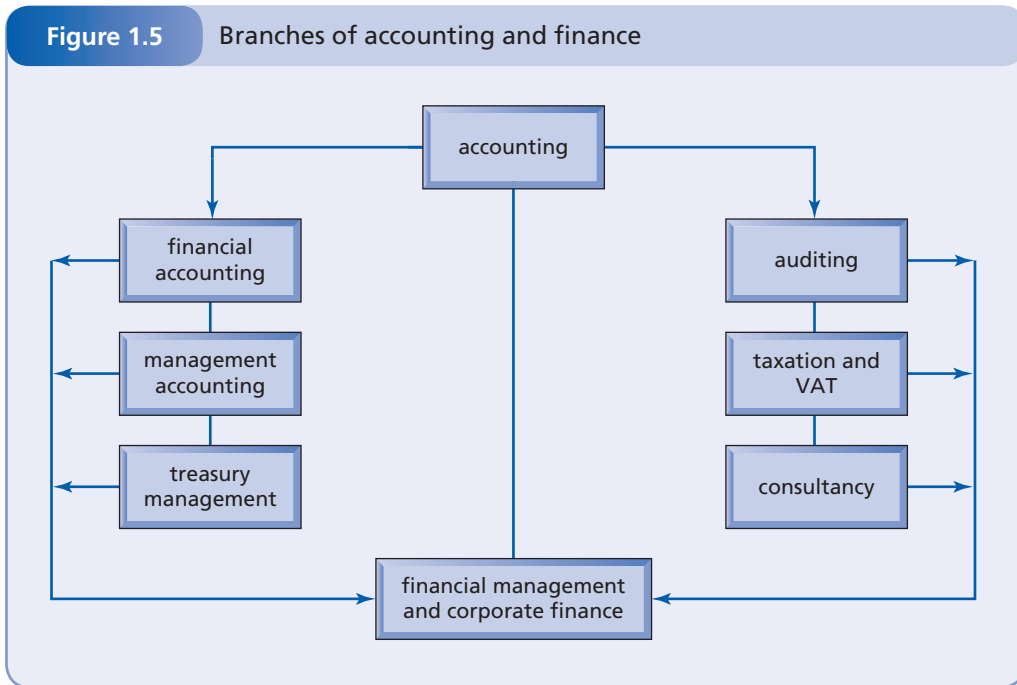 Figure 1.5 Branches of accounting and finance
accounting
financial
accounting
management
accounting
treasury
management
auditing
taxation and
VAT
consultancy
financial management
and corporate finance